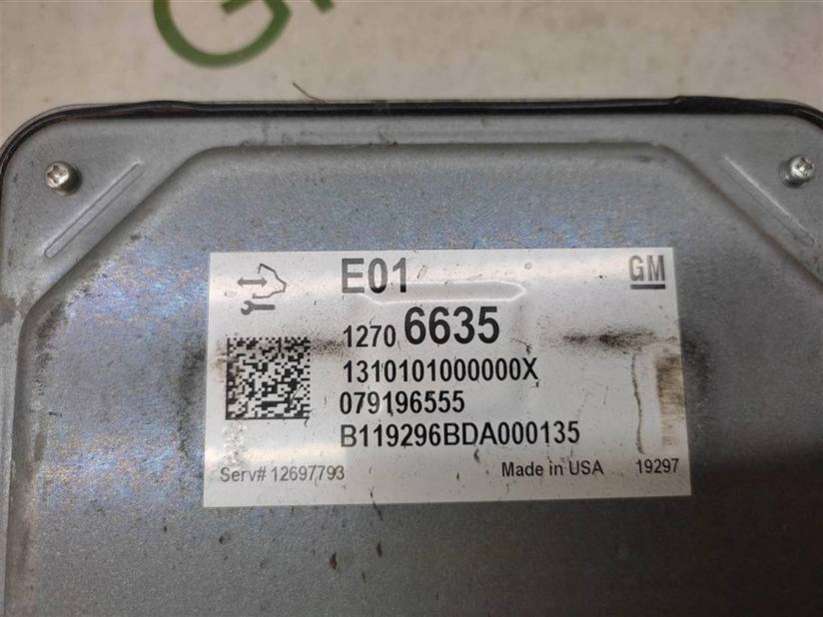 E01
GM
1270 6635
1310101000000X
079196555
B119296BDA000135
Serv# 12697793
Made in USA
19297